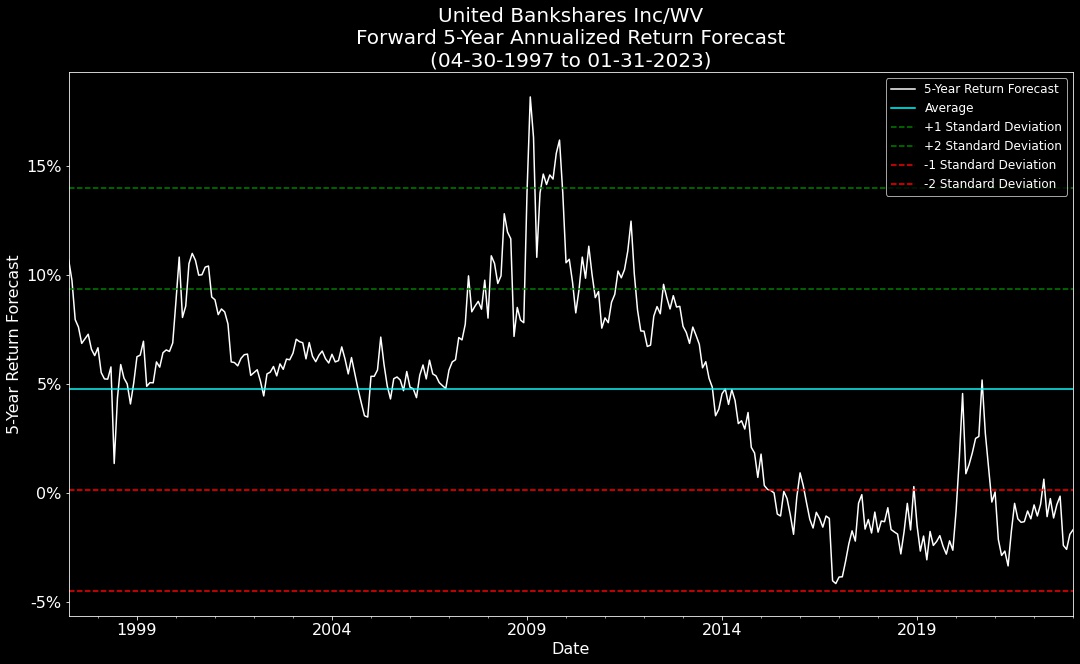 United Bankshares Inc/WV
Forward 5-Year Annualized Return Forecast
(04-30-1997 to 01-31-2023)
5-Year Return Forecast
Average
+1 Standard Deviation
+2 Standard Deviation
-1 Standard Deviation
-2 Standard Deviation
5-Year Return Forecast
15%
10%
5%
0%
-5%
1999
2004
2009
2014
2019
Date